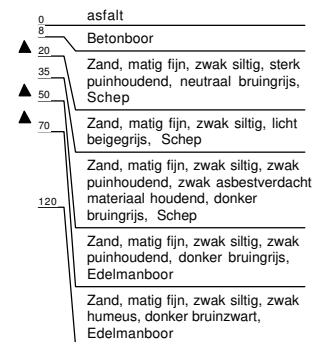 0 asfalt
8
Betonboor
20
Zand, matig fijn, zwak siltig, sterk
puinhoudend, neutraal bruingrijs,
Schep
35
Zand, matig fijn, zwak siltig, licht
beigegrijs, Schep
50
Zand, matig fijn, zwak siltig, zwak
puinhoudend, zwak asbestverdacht
materiaal houdend, donker
bruingrijs, Schep
70
Zand, matig fijn, zwak siltig, zwak
puinhoudend, donker bruingrijs,
Edelmanboor
120
Zand, matig fijn, zwak siltig, zwak
humeus, donker bruinzwart,
Edelmanboor